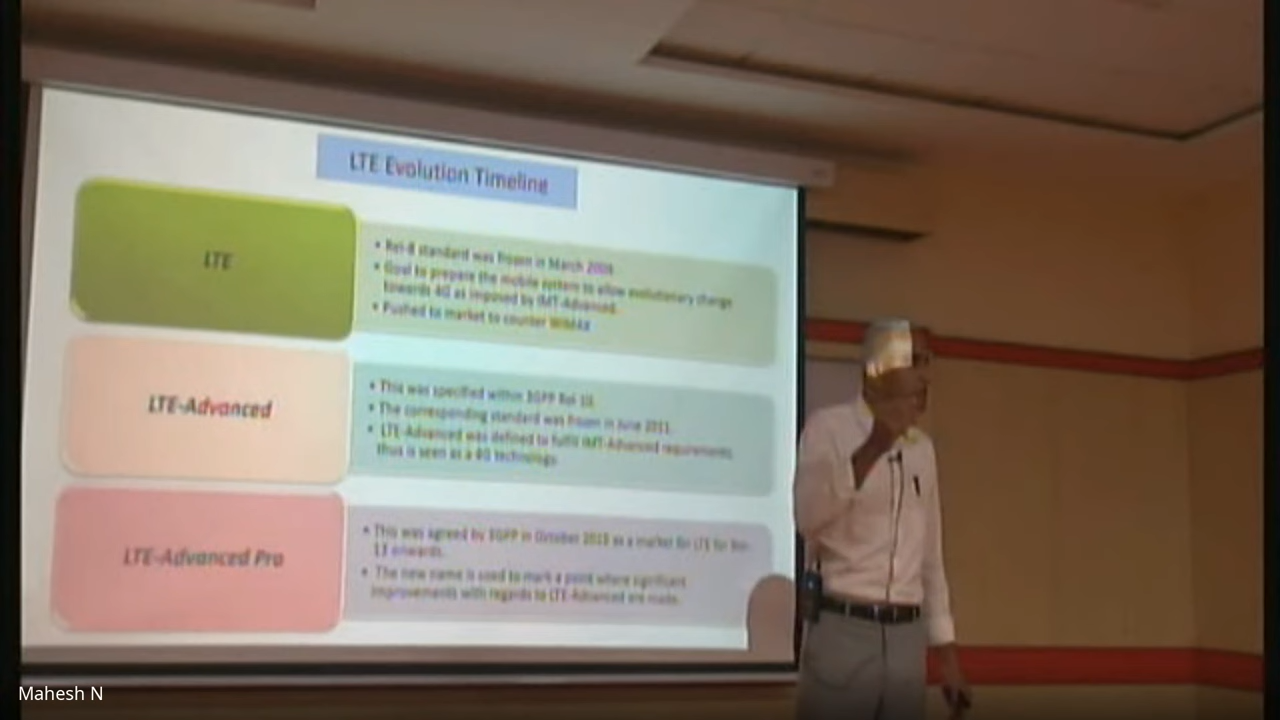 LTE Evolution Timeline
LTE
• Rel-8 standard was frozen in March 2009.
• Goal to prepare the mobile system to allow evolutionary change
towards 4G as imposed by IMT-Advanced.
• Pushed to market to counter WiMAX
LTE-Advanced
• This was specified within 3GPP Rel-10.
• The corresponding standard was frozen in June 2011.
• LTE-Advanced was defined to fulfill IMT-Advanced requirements
thus is seen as a 4G technology.
LTE-Advanced Pro
• This was agreed by 3GPP in October 2015 as a market for LTE for Rel-
13 onwards.
• The new name is used to mark a point where significant
improvements with regards to LTE-Advanced are made.
Mahesh N